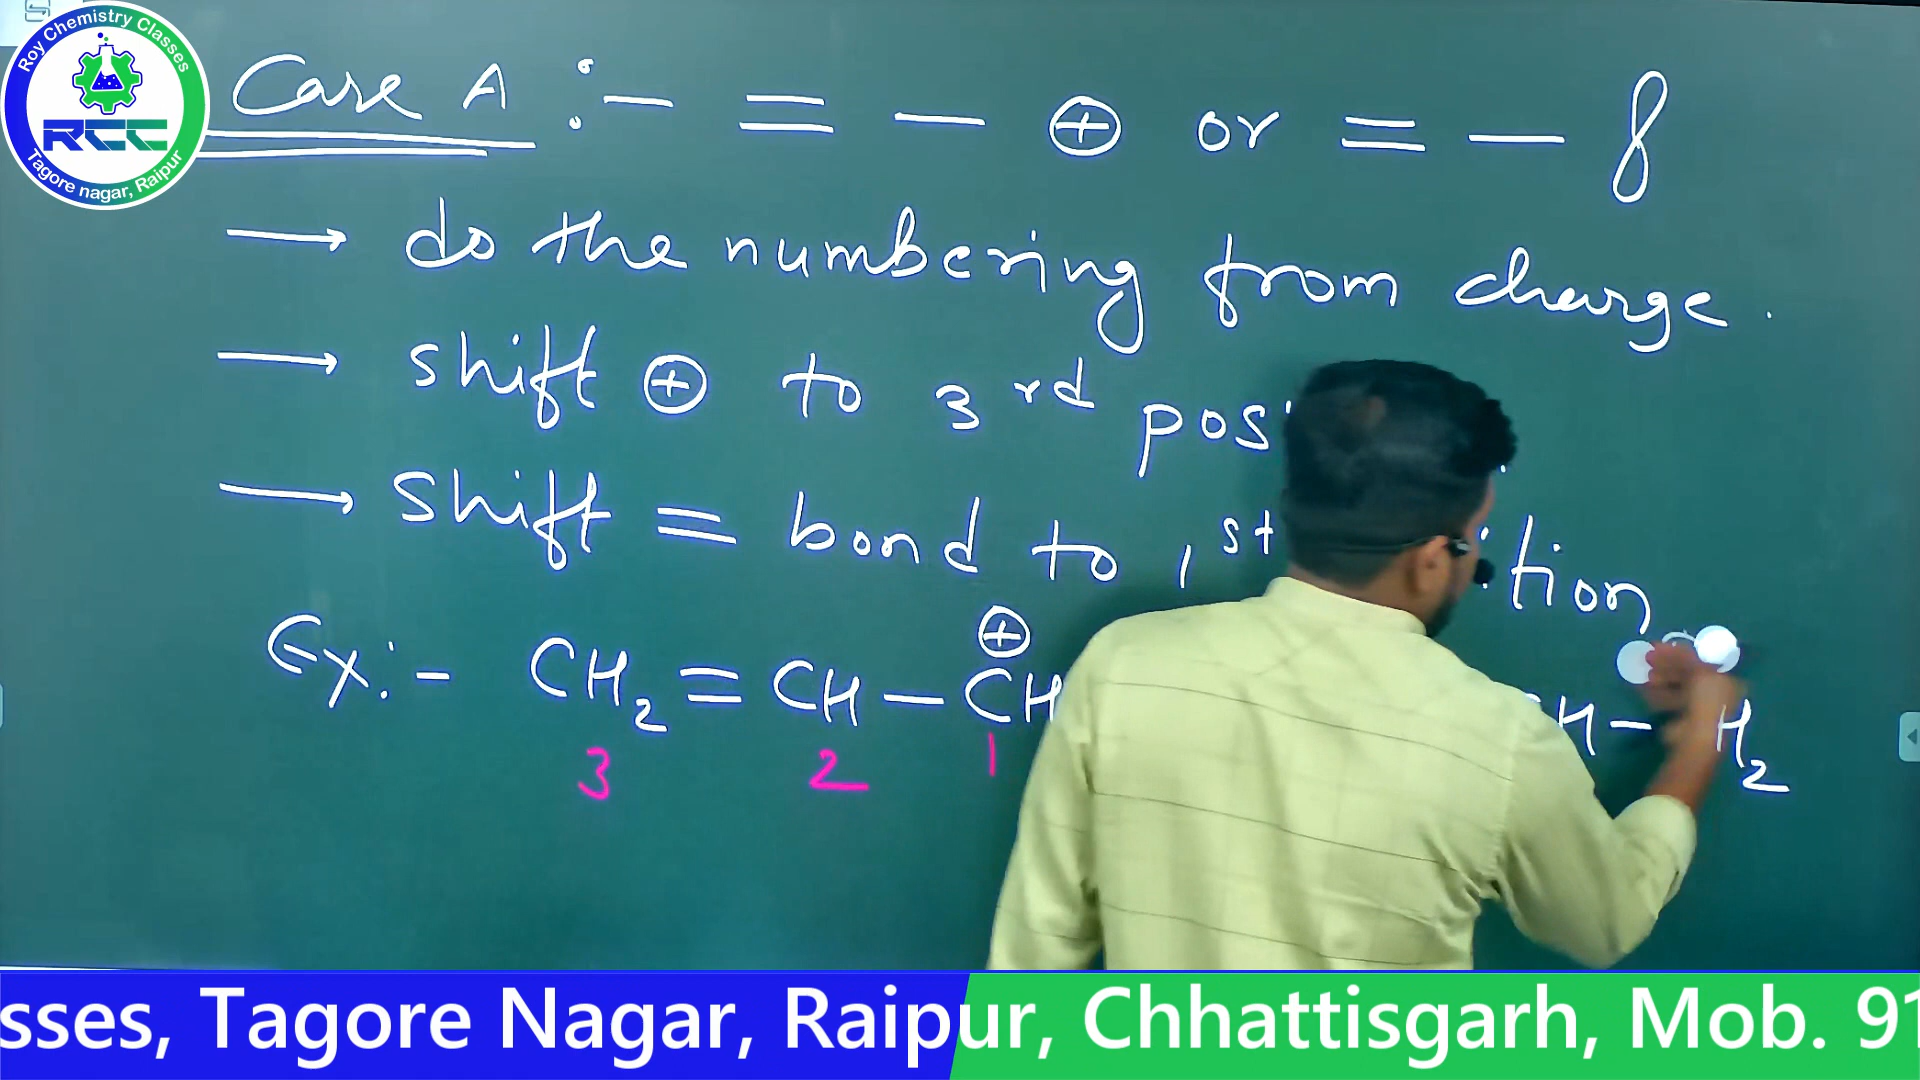 Roy Chemistry Classes
RCC
Tagore nagar, Raipur
Case A :- = - ⊕ or = - f
→ do the numbering from charge.
→ shift ⊕ to 3rd pos
→ Shift = bond to 1st ition
Ex:- CH2 = CH - CH H - H2
⊕
3 2 1
sses, Tagore Nagar, Raipur, Chhattisgarh, Mob. 91